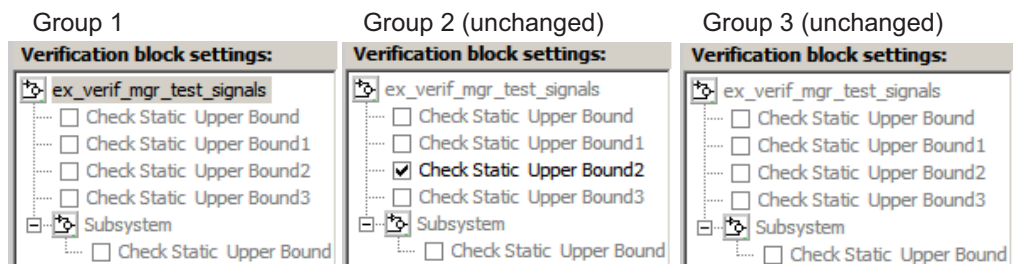 Group 1
Verification block settings:
ex_verif_mgr_test_signals
Check Static Upper Bound
Check Static Upper Bound1
Check Static Upper Bound2
Check Static Upper Bound3
Subsystem
Check Static Upper Bound
Group 2 (unchanged)
Verification block settings:
ex_verif_mgr_test_signals
Check Static Upper Bound
Check Static Upper Bound1
Check Static Upper Bound2
Check Static Upper Bound3
Subsystem
Check Static Upper Bound
Group 3 (unchanged)
Verification block settings:
ex_verif_mgr_test_signals
Check Static Upper Bound
Check Static Upper Bound1
Check Static Upper Bound2
Check Static Upper Bound3
Subsystem
Check Static Upper Bound